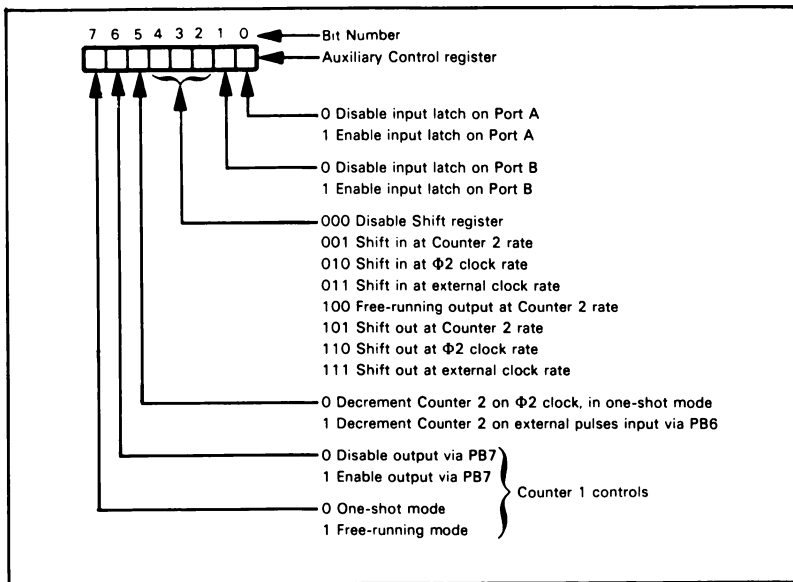 7 6 5 4 3 2 1 0 Bit Number
Auxiliary Control register
0 Disable input latch on Port A
1 Enable input latch on Port A
0 Disable input latch on Port B
1 Enable input latch on Port B
000 Disable Shift register
001 Shift in at Counter 2 rate
010 Shift in at Φ2 clock rate
011 Shift in at external clock rate
100 Free-running output at Counter 2 rate
101 Shift out at Counter 2 rate
110 Shift out at Φ2 clock rate
111 Shift out at external clock rate
0 Decrement Counter 2 on Φ2 clock, in one-shot mode
1 Decrement Counter 2 on external pulses input via PB6
0 Disable output via PB7
1 Enable output via PB7
Counter 1 controls
0 One-shot mode
1 Free-running mode